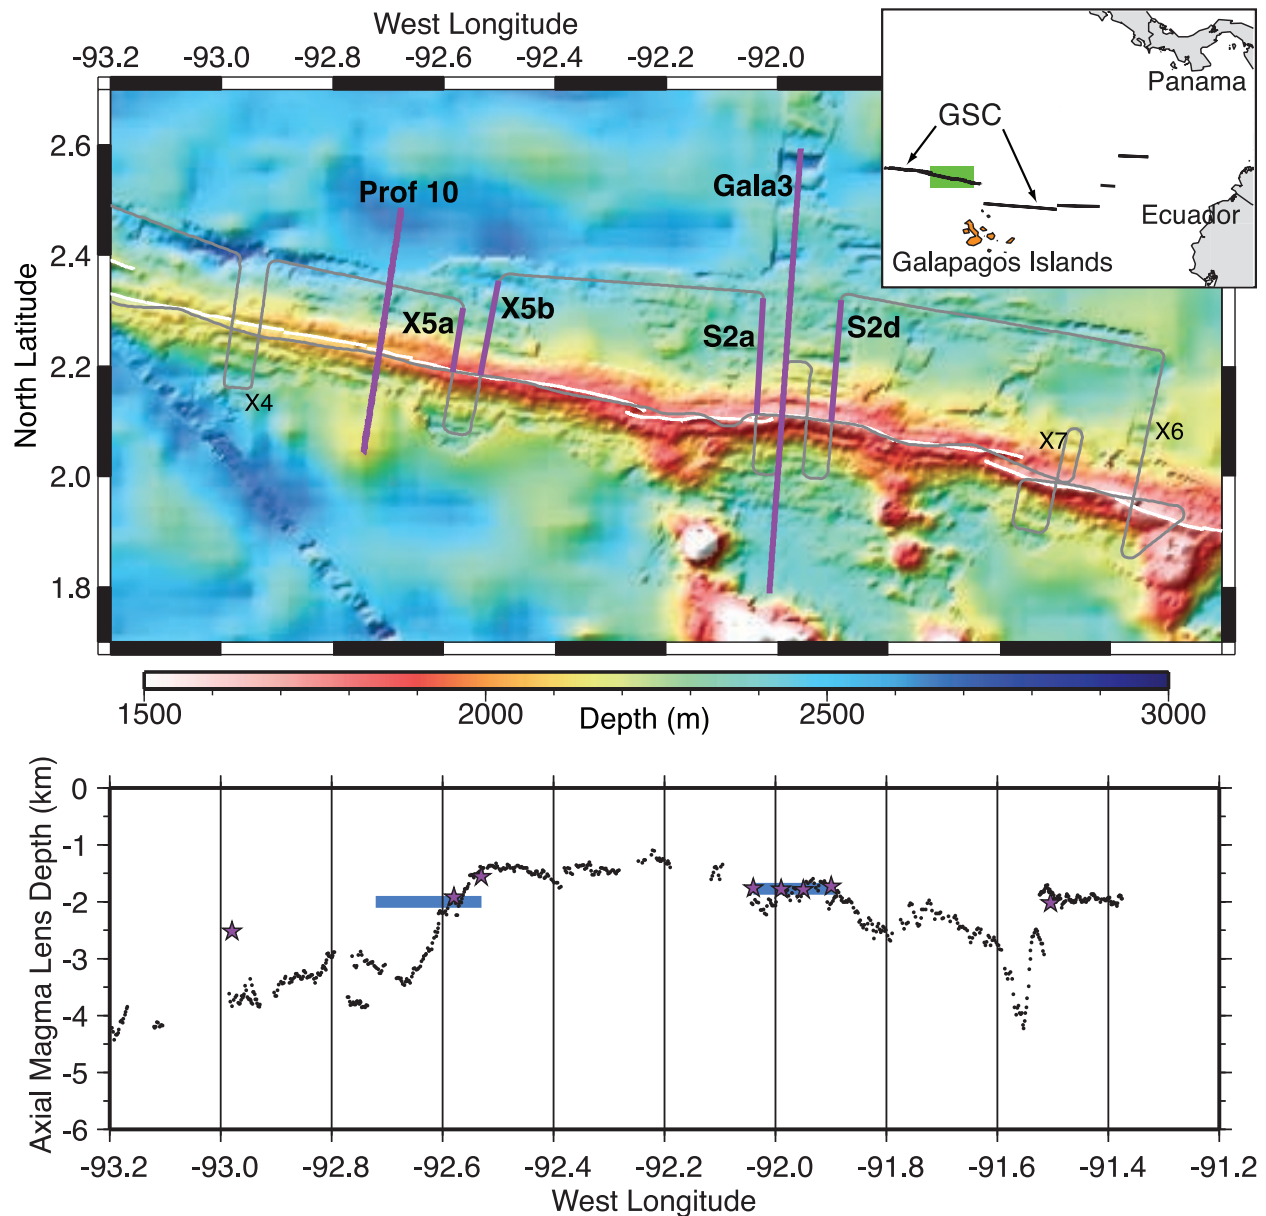 West Longitude
-93.2 -93.0 -92.8 -92.6 -92.4 -92.2 -92.0
Panama
GSC
Ecuador
Galapagos Islands
North Latitude
2.6
2.4
2.2
2.0
1.8
Prof 10
Gala3
X5a
X5b
S2a
S2d
X4
X7
X6
1500 2000 2500 3000
Depth (m)
Axial Magma Lens Depth (km)
0
-1
-2
-3
-4
-5
-6
-93.2 -93.0 -92.8 -92.6 -92.4 -92.2 -92.0 -91.8 -91.6 -91.4 -91.2
West Longitude